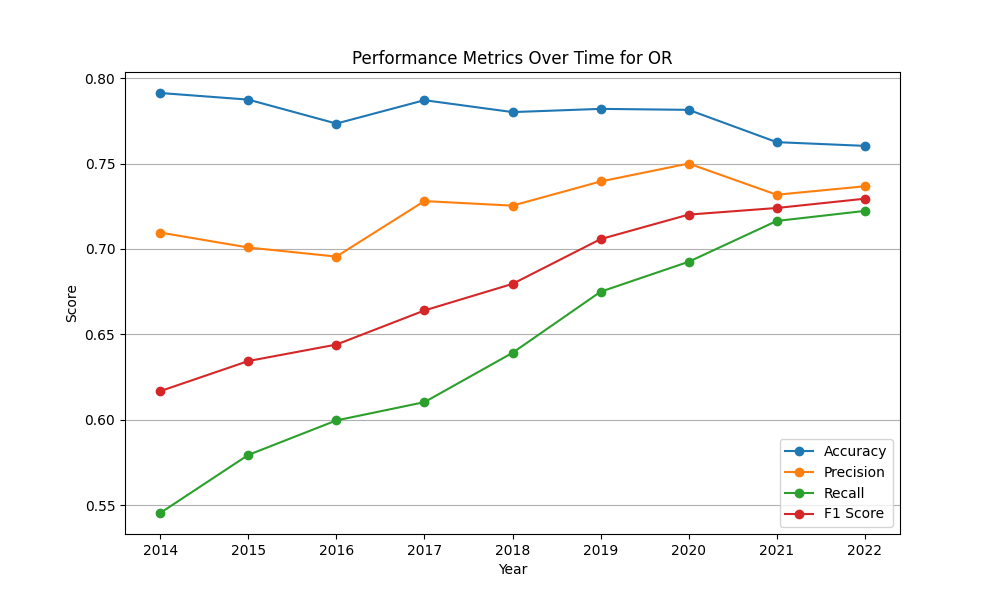 Performance Metrics Over Time for OR
0.80
0.75
0.70
0.65
0.60
0.55
Score
Accuracy
Precision
Recall
F1 Score
2014 2015 2016 2017 2018 2019 2020 2021 2022
Year